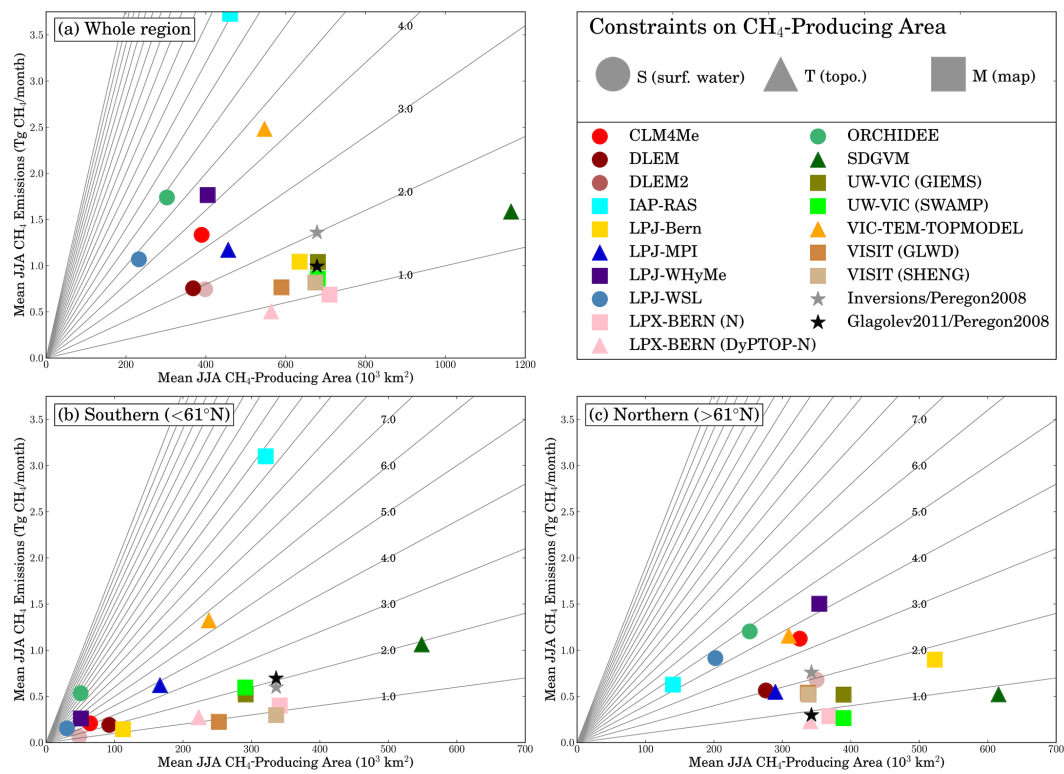 (a) Whole region
Mean JJA CH4 Emissions (Tg CH4/month)
3.5
3.0
2.5
2.0
1.5
1.0
0.5
0.0
4.0
3.0
2.0
1.0
0
200
400
600
800
1000
1200
Mean JJA CH4-Producing Area (10³ km²)
Constraints on CH4-Producing Area
S (surf. water)
T (topo.)
M (map)
CLM4Me
DLEM
DLEM2
IAP-RAS
LPJ-Bern
LPJ-MPI
LPJ-WHyMe
LPJ-WSL
LPX-BERN (N)
LPX-BERN (DyPTOP-N)
ORCHIDEE
SDGVM
UW-VIC (GIEMS)
UW-VIC (SWAMP)
VIC-TEM-TOPMODEL
VISIT (GLWD)
VISIT (SHENG)
Inversions/Peregon2008
Glagolev2011/Peregon2008
(b) Southern (<61°N)
Mean JJA CH4 Emissions (Tg CH4/month)
3.5
3.0
2.5
2.0
1.5
1.0
0.5
0.0
7.0
6.0
5.0
4.0
3.0
2.0
1.0
0
100
200
300
400
500
600
700
Mean JJA CH4-Producing Area (10³ km²)
(c) Northern (>61°N)
Mean JJA CH4 Emissions (Tg CH4/month)
3.5
3.0
2.5
2.0
1.5
1.0
0.5
0.0
7.0
6.0
5.0
4.0
3.0
2.0
1.0
0
100
200
300
400
500
600
700
Mean JJA CH4-Producing Area (10³ km²)